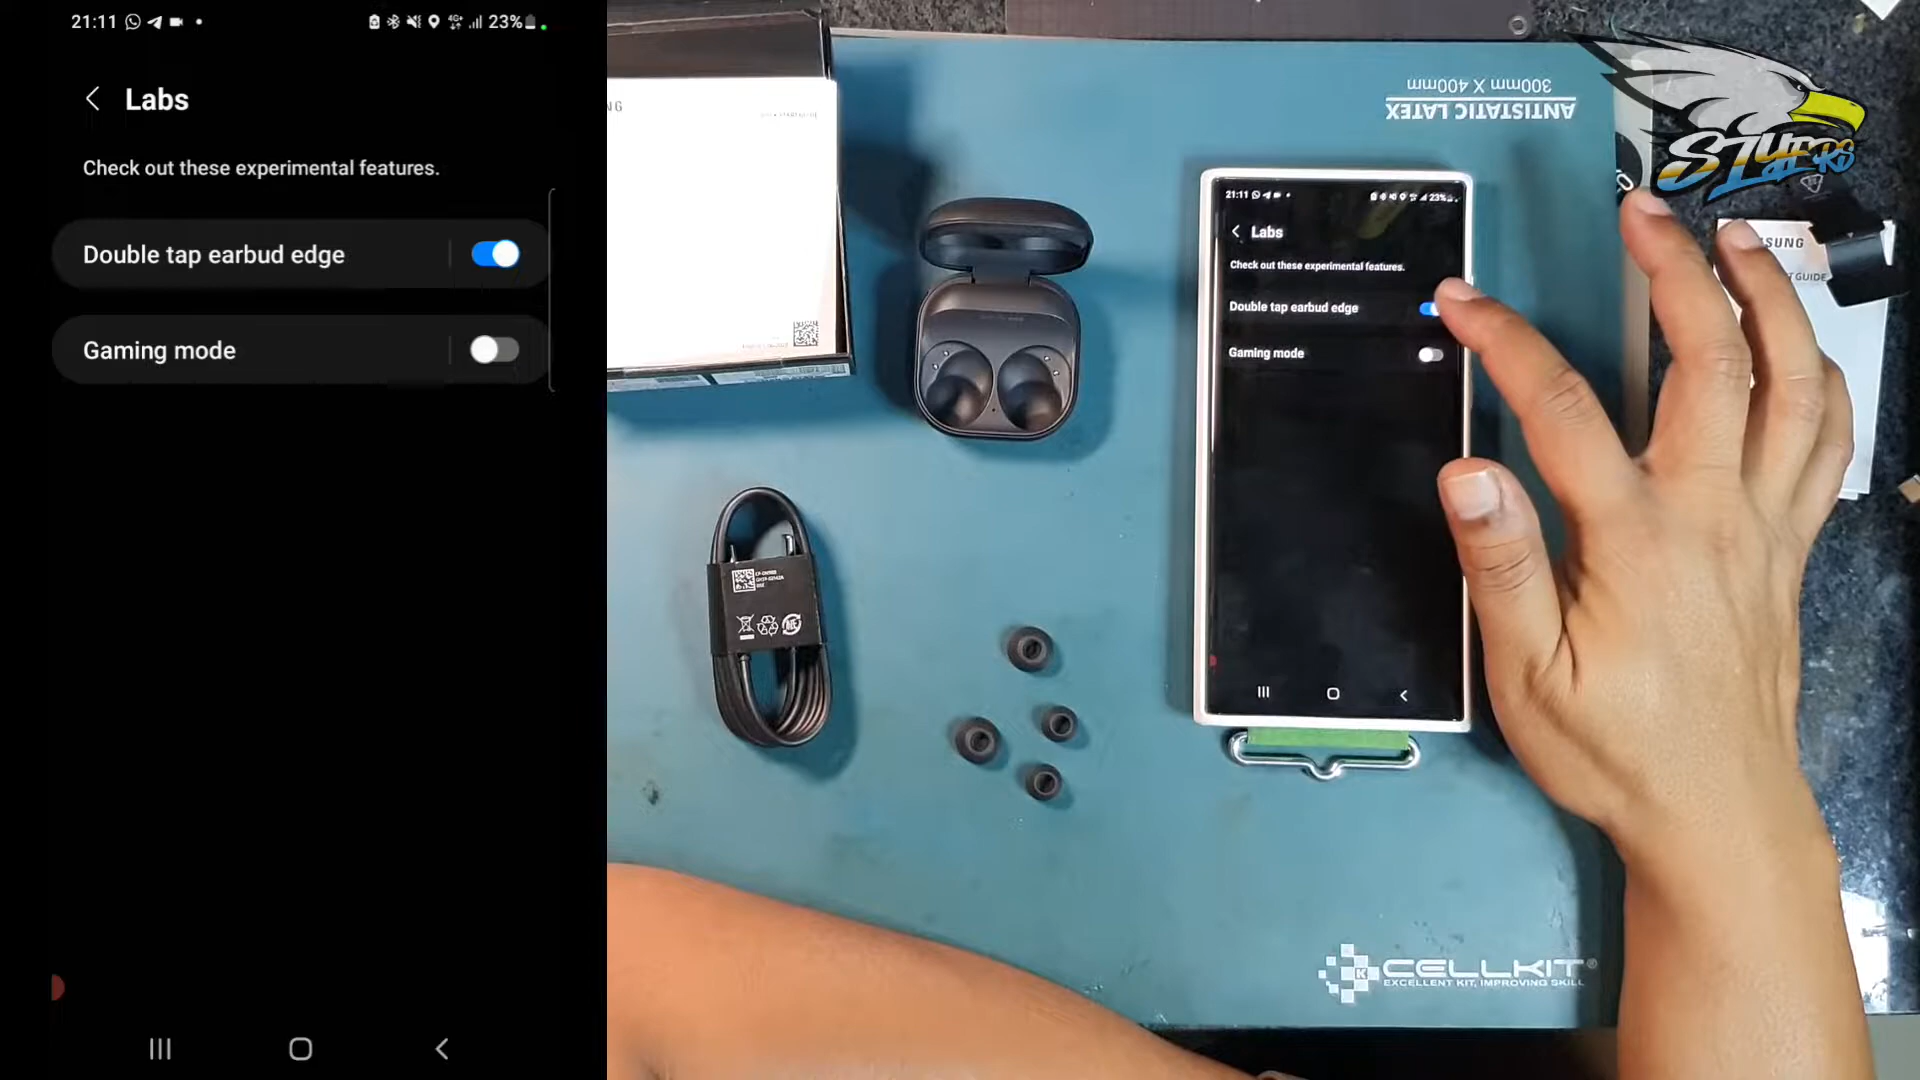 21:11
23%
Labs
Check out these experimental features.
Double tap earbud edge
Gaming mode
NG
ANTISTATIC LATEX
300mm X 400mm
21:11
23%
Labs
Check out these experimental features.
Double tap earbud edge
Gaming mode
SUNG
GUIDE
CELLKIT®
EXCELLENT KIT, IMPROVING SKILL